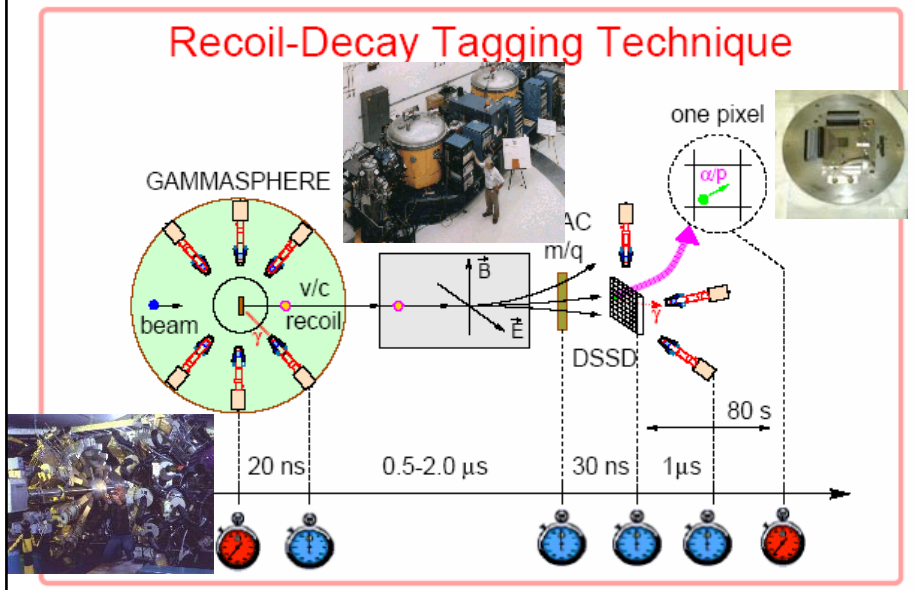 Recoil-Decay Tagging Technique
one pixel
α/p
GAMMASPHERE
AC
m/q
v/c
B⃗
beam
recoil
γ
E⃗
γ
DSSD
80 s
20 ns
0.5-2.0 μs
30 ns
1μs